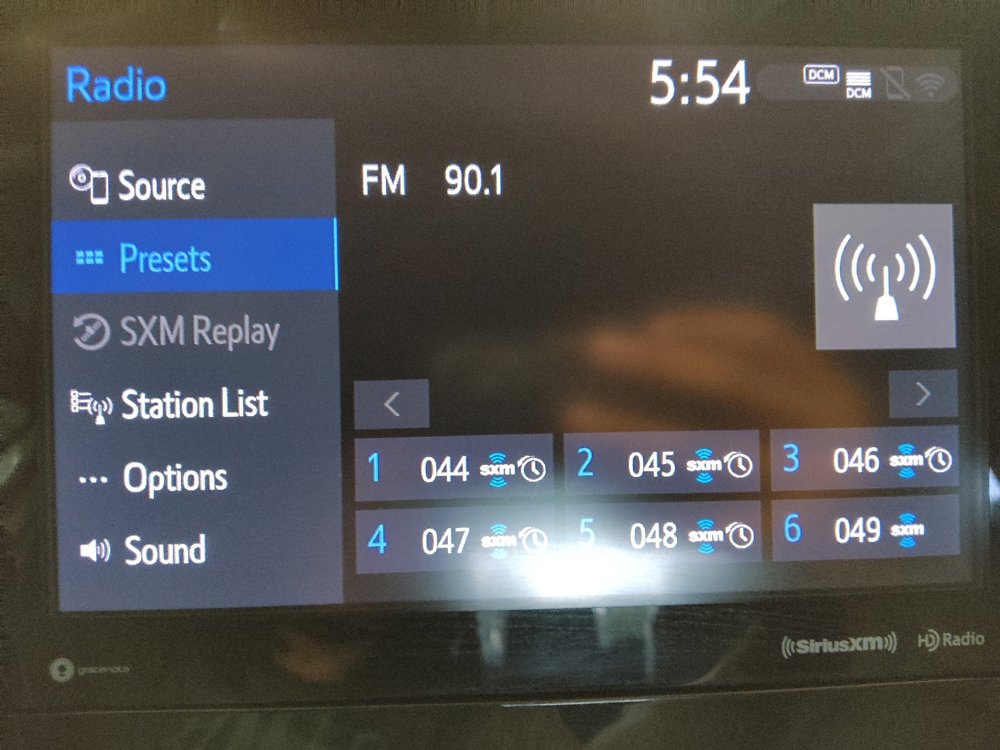 Radio
5:54
DCM
DCM
Source
FM 90.1
Presets
SXM Replay
Station List
Options
Sound
<
>
1 044 sxm
2 045 sxm
3 046 sxm
4 047 sxm
5 048 sxm
6 049 sxm
gracenote
((SiriusXM))
HD Radio